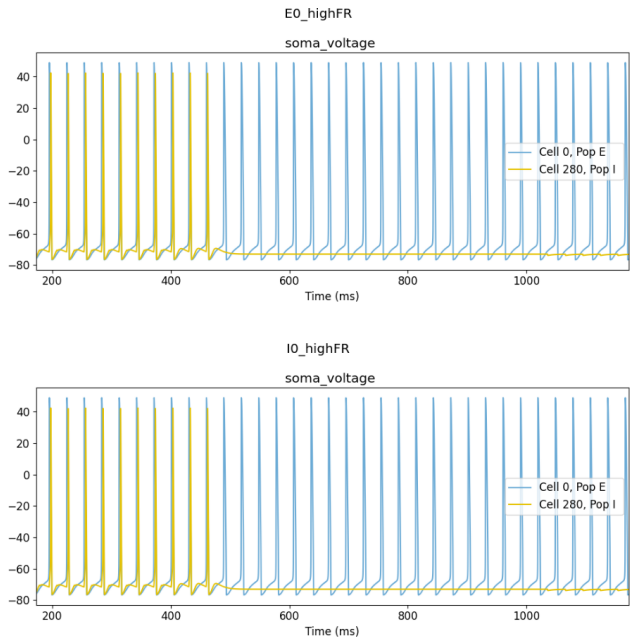 E0_highFR
soma_voltage
40
20
0
−20
−40
−60
−80
Cell 0, Pop E
Cell 280, Pop I
200 400 600 800 1000
Time (ms)
I0_highFR
soma_voltage
40
20
0
−20
−40
−60
−80
Cell 0, Pop E
Cell 280, Pop I
200 400 600 800 1000
Time (ms)